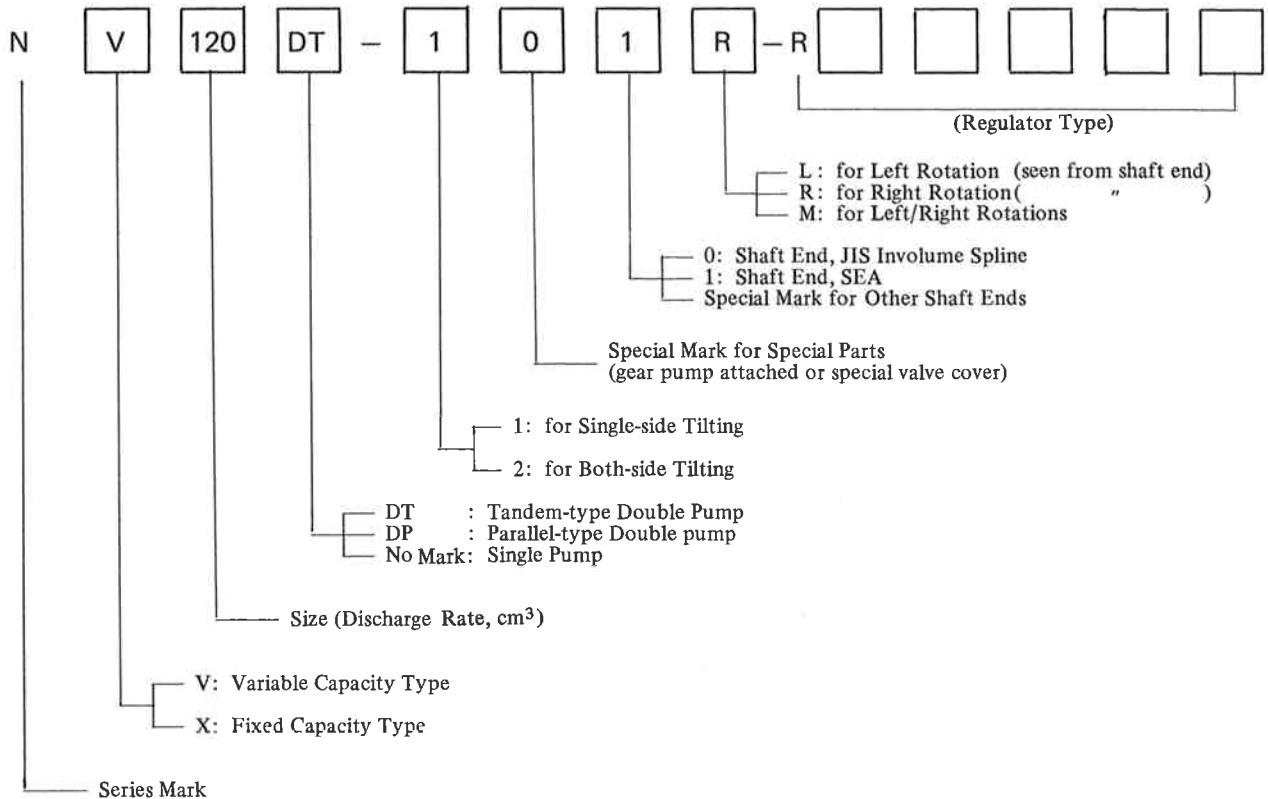 N V 120 DT - 1 0 1 R - R
(Regulator Type)
L: for Left Rotation (seen from shaft end)
R: for Right Rotation ( 〃 )
M: for Left/Right Rotations
0: Shaft End, JIS Involume Spline
1: Shaft End, SEA
Special Mark for Other Shaft Ends
Special Mark for Special Parts
(gear pump attached or special valve cover)
1: for Single-side Tilting
2: for Both-side Tilting
DT : Tandem-type Double Pump
DP : Parallel-type Double pump
No Mark: Single Pump
Size (Discharge Rate, cm³)
V: Variable Capacity Type
X: Fixed Capacity Type
Series Mark